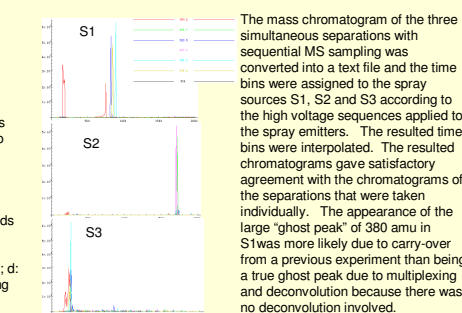 S1
S2
S3
s
o
ds
; d:
ng
The mass chromatogram of the three
simultaneous separations with
sequential MS sampling was
converted into a text file and the time
bins were assigned to the spray
sources S1, S2 and S3 according to
the high voltage sequences applied to
the spray emitters. The resulted time
bins were interpolated. The resulted
chromatograms gave satisfactory
agreement with the chromatograms of
the separations that were taken
individually. The appearance of the
large “ghost peak” of 380 amu in
S1was more likely due to carry-over
from a previous experiment than being
a true ghost peak due to multiplexing
and deconvolution because there was
no deconvolution involved.